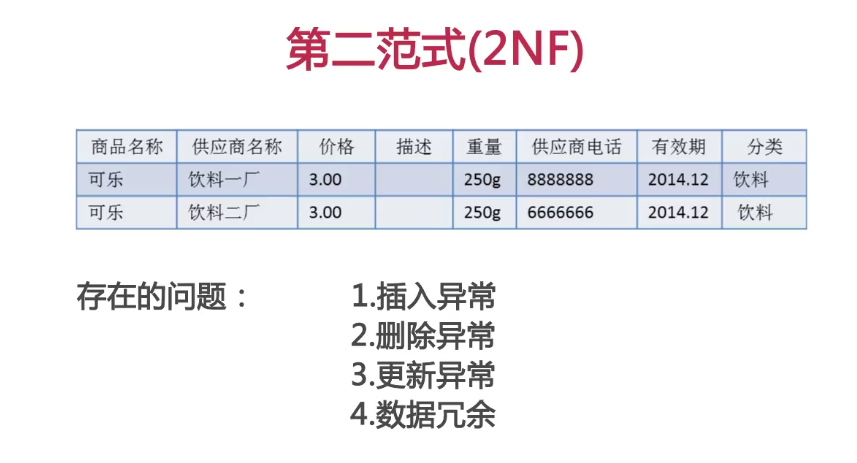 第二范式(2NF)
商品名称 供应商名称 价格 描述 重量 供应商电话 有效期 分类
可乐 饮料一厂 3.00 250g 8888888 2014.12 饮料
可乐 饮料二厂 3.00 250g 6666666 2014.12 饮料
存在的问题： 1.插入异常
2.删除异常
3.更新异常
4.数据冗余